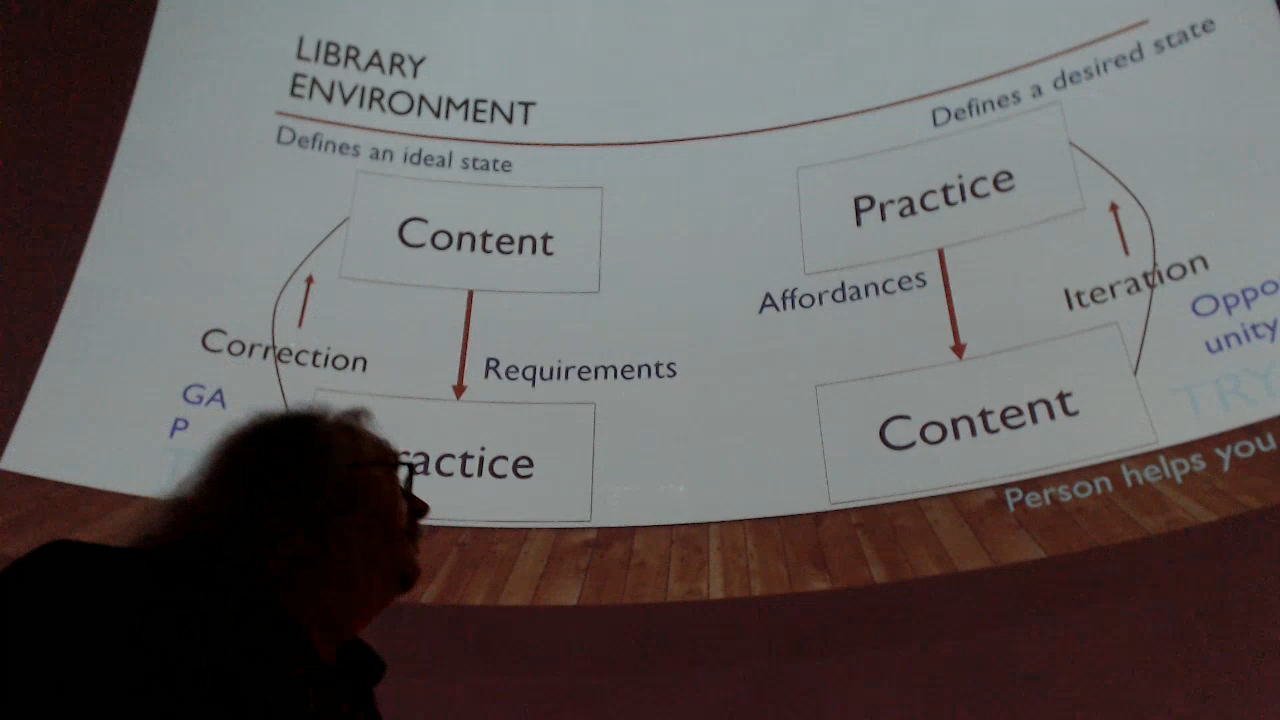 LIBRARY
ENVIRONMENT
Defines an ideal state
Content
Correction
Requirements
GA
P
actice
Defines a desired state
Practice
Affordances
Iteration
Oppo
unity
Content
TRY
Person helps you